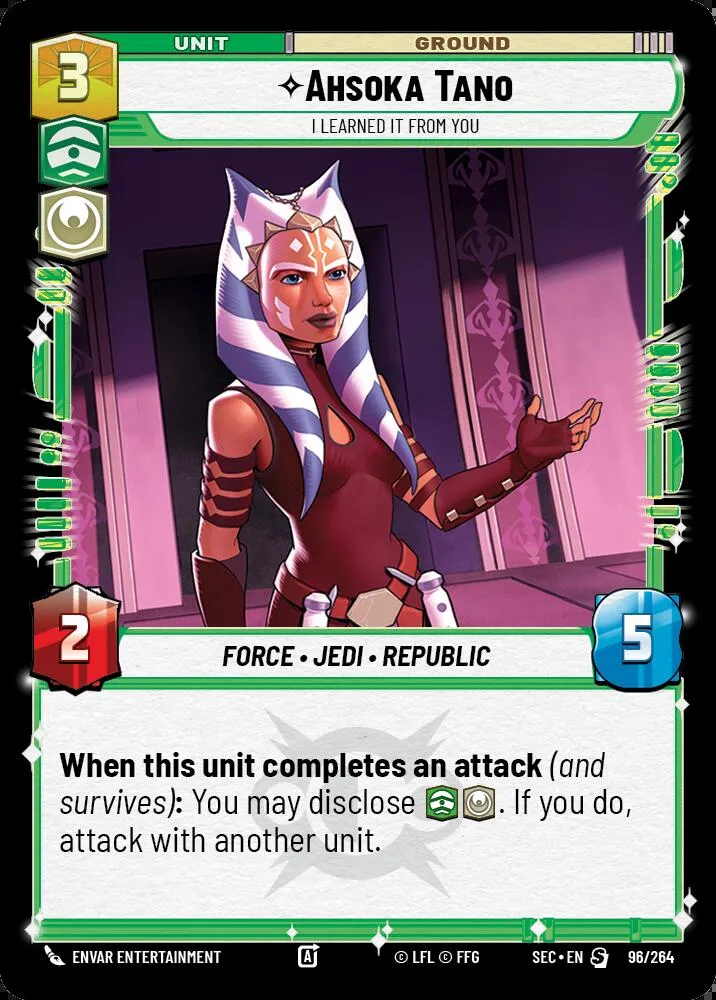 UNIT
GROUND
3
AHSOKA TANO
I LEARNED IT FROM YOU
2
FORCE • JEDI • REPUBLIC
5
When this unit completes an attack (and
survives): You may disclose . If you do,
attack with another unit.
ENVAR ENTERTAINMENT
A
© LFL © FFG
SEC • EN
96/264